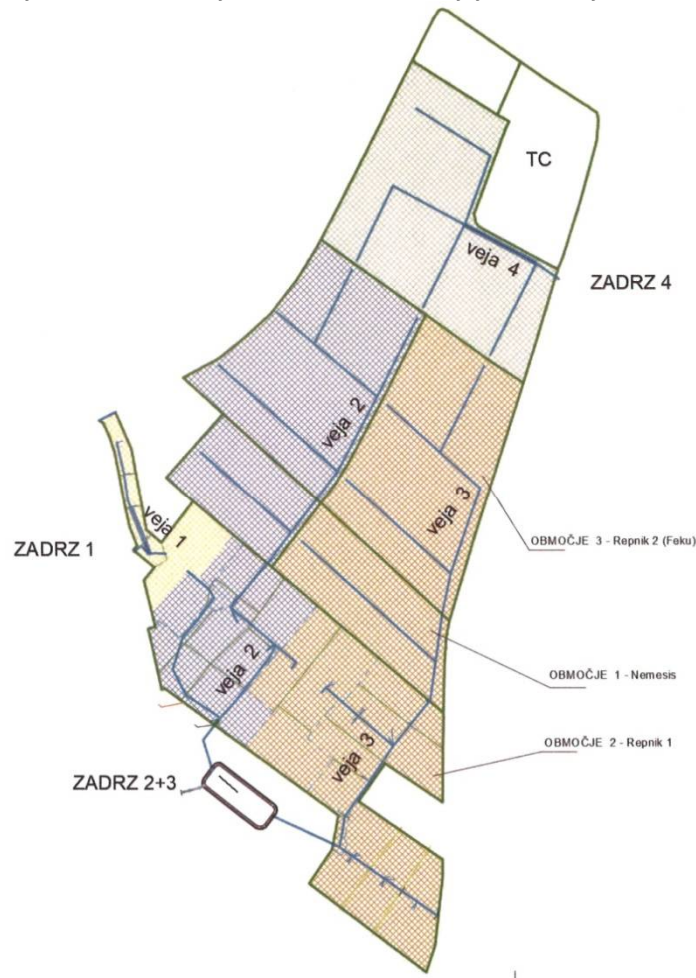 TC
veja 4
ZADRZ 4
veja 2
veja 3
veja 1
ZADRZ 1
OBMOČJE 3 - Repnik 2 (Feku)
OBMOČJE 1 - Nemesis
veja 2
OBMOČJE 2 - Repnik 1
veja 3
ZADRZ 2+3